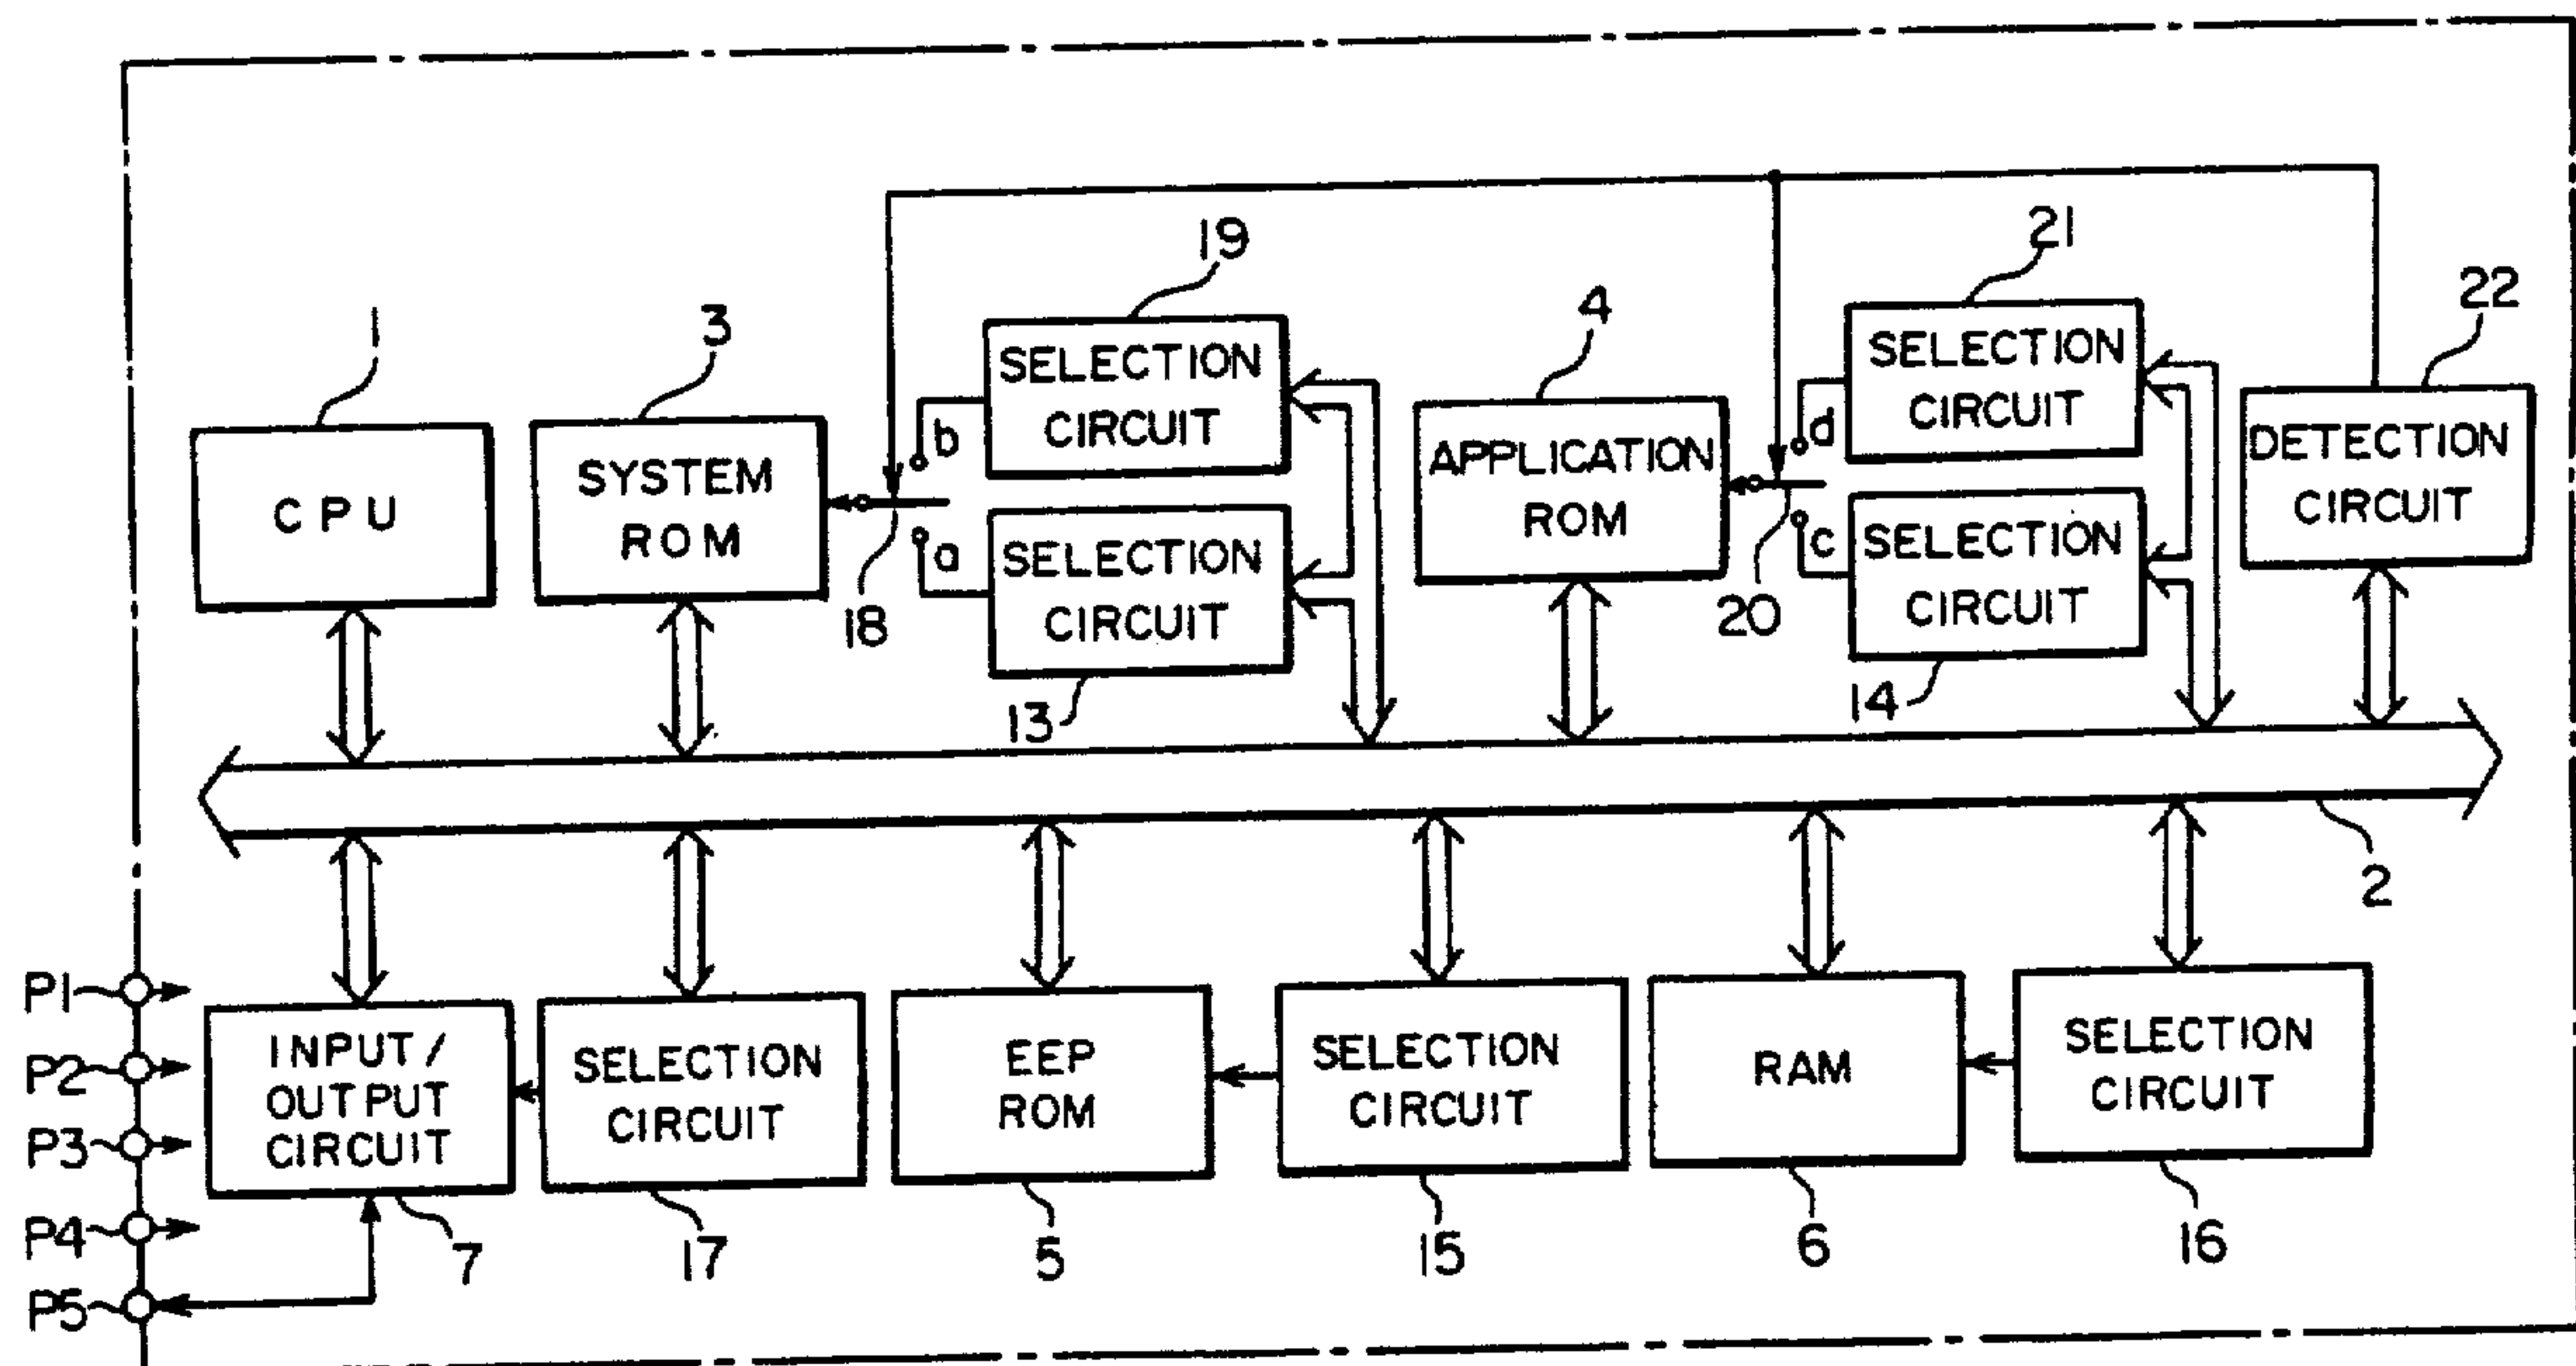 19
21
22
1
3
4
SELECTION
CIRCUIT
SELECTION
CIRCUIT
b
d
CPU
SYSTEM
ROM
APPLICATION
ROM
DETECTION
CIRCUIT
a
SELECTION
CIRCUIT
c
SELECTION
CIRCUIT
18
20
13
14
2
P1
P2
P3
P4
P5
INPUT/
OUTPUT
CIRCUIT
SELECTION
CIRCUIT
EEP
ROM
SELECTION
CIRCUIT
RAM
SELECTION
CIRCUIT
7
17
5
15
6
16